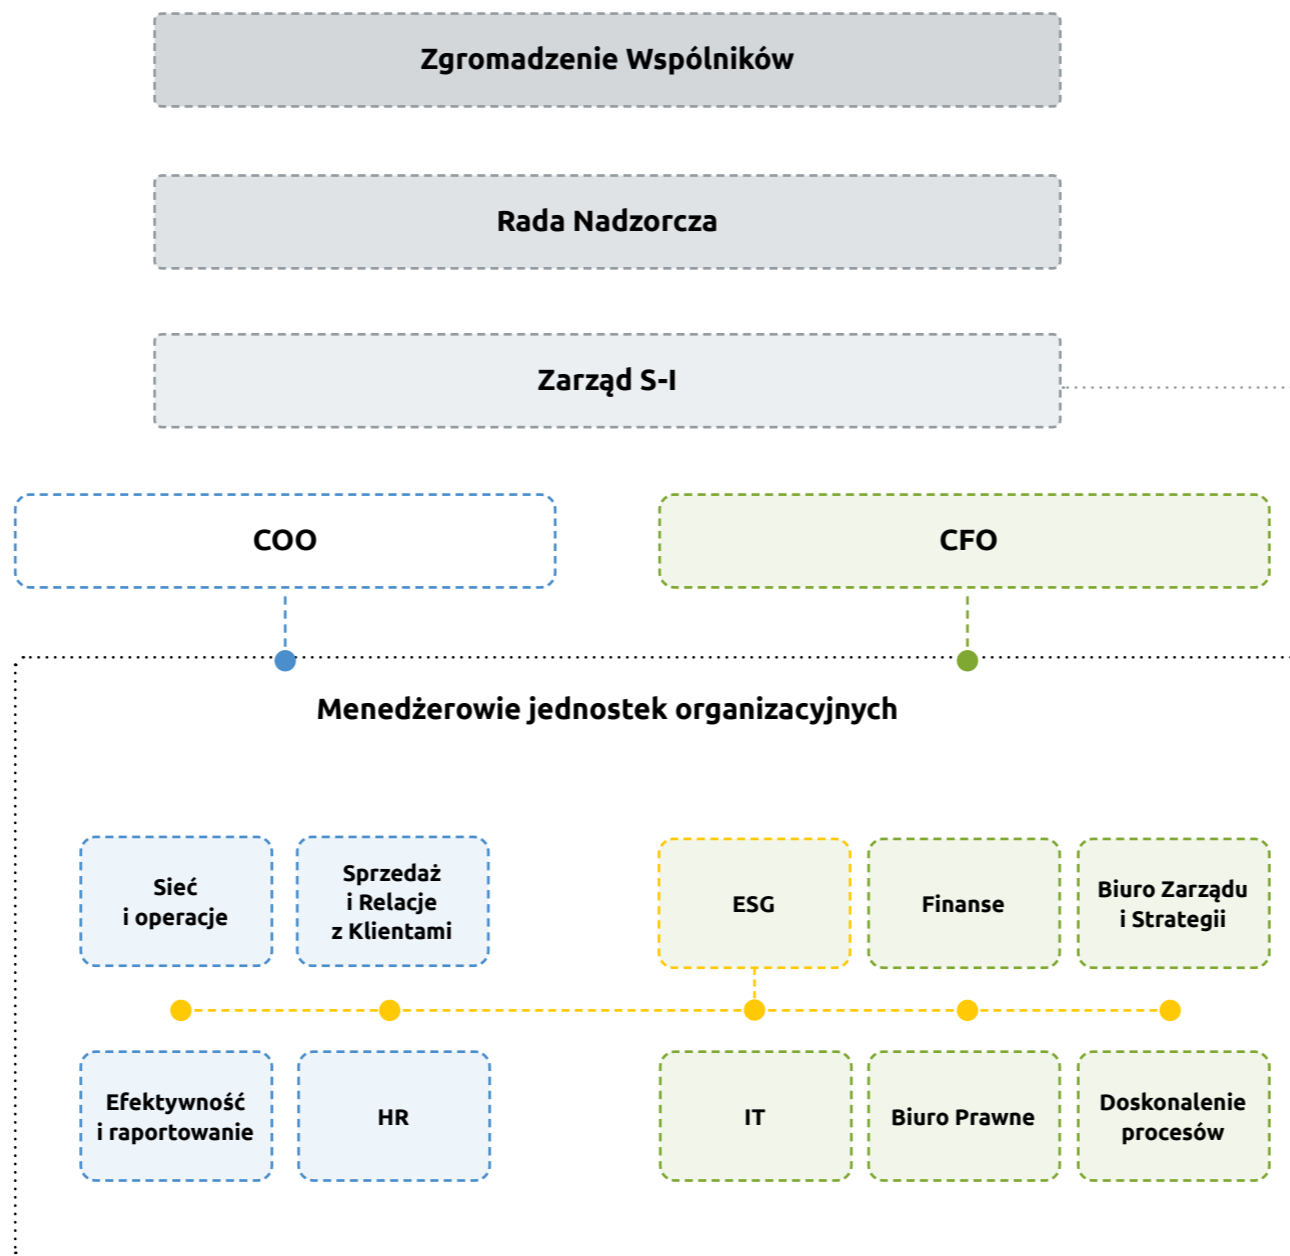 Zgromadzenie Wspólników
Rada Nadzorcza
Zarząd S-I
COO
CFO
Menedżerowie jednostek organizacyjnych
Sieć
i operacje
Sprzedaż
i Relacje
z Klientami
ESG
Finanse
Biuro Zarządu
i Strategii
Efektywność
i raportowanie
HR
IT
Biuro Prawne
Doskonalenie
procesów